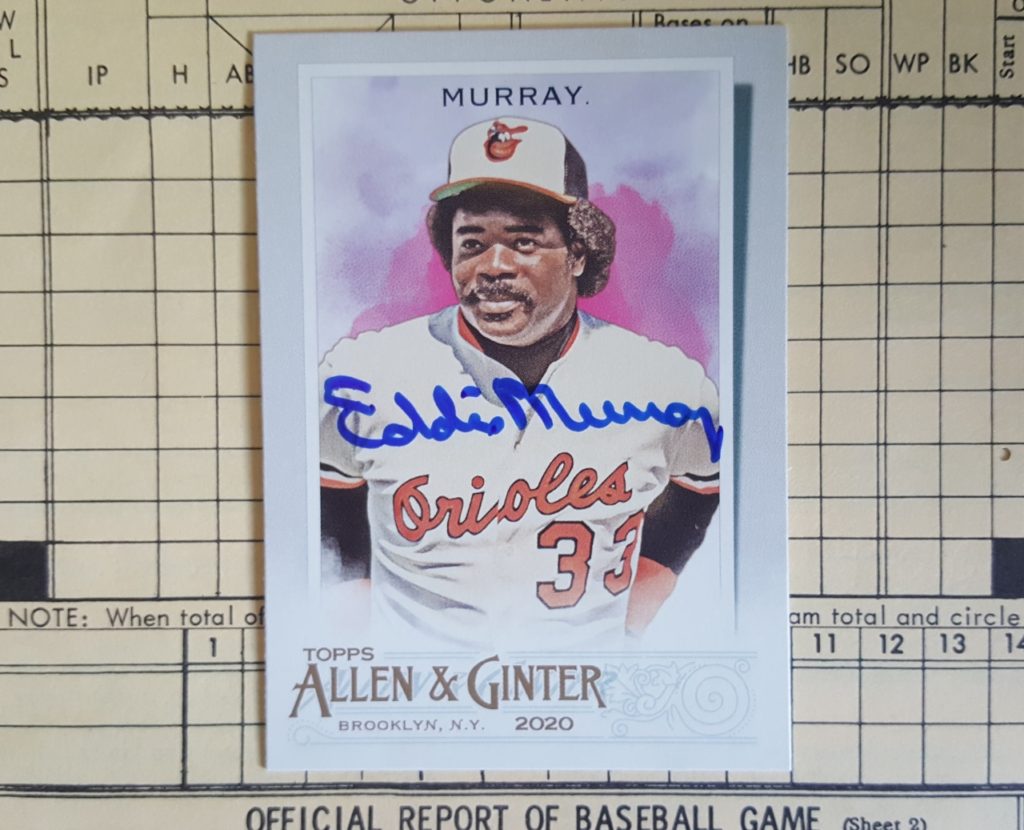 Bases on
W
L
S
IP
H
AB
HB
SO
WP
BK
Start
MURRAY.
Eddie Murray
Orioles
33
NOTE: When total of
am total and circle
1
11
12
13
14
TOPPS
ALLEN & GINTER
BROOKLYN, N.Y. 2020
OFFICIAL REPORT OF BASEBALL GAME (Sheet 2)